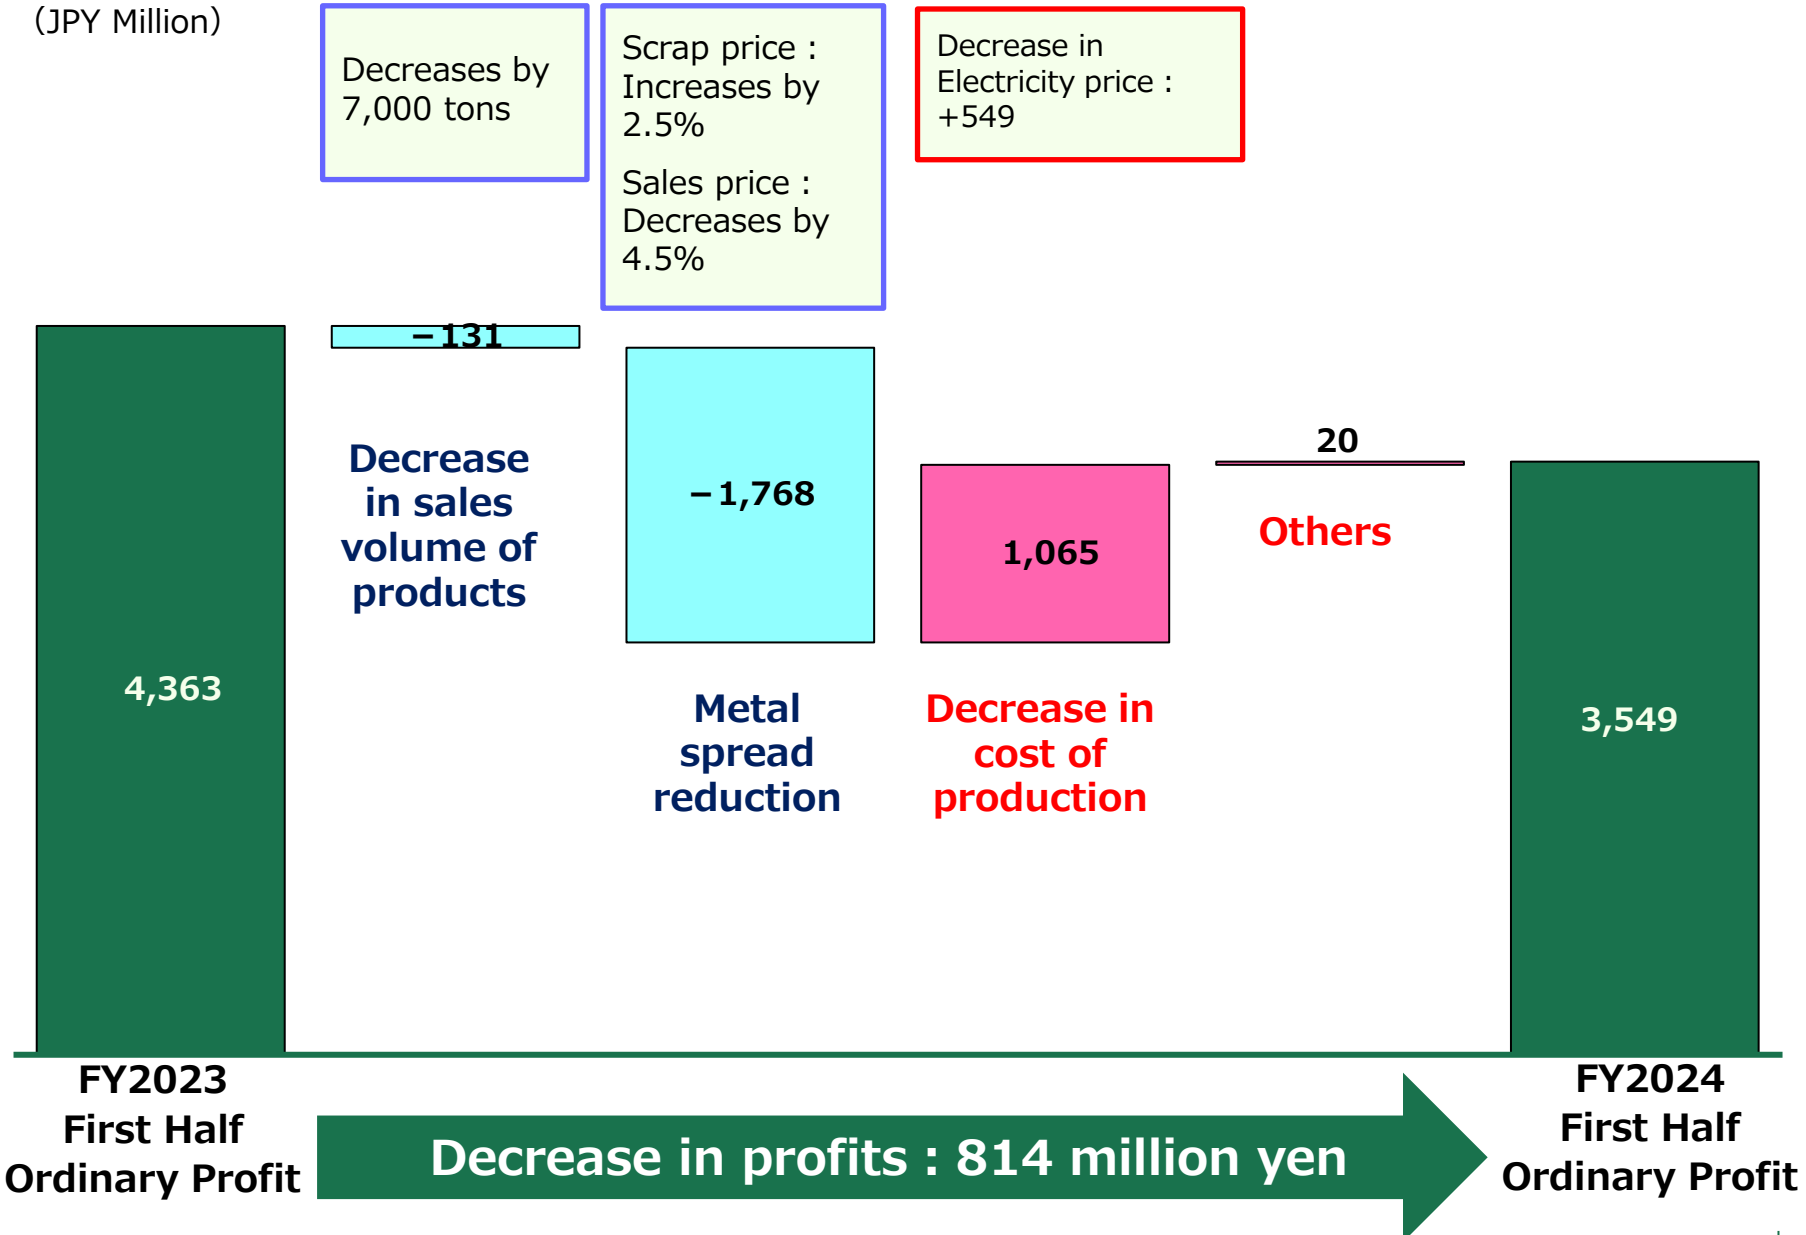 （JPY Million）
Decreases by
7,000 tons
Scrap price :
Increases by
2.5%
Sales price :
Decreases by
4.5%
Decrease in
Electricity price :
+549
－131
Decrease
in sales
volume of
products
－1,768
Metal
spread
reduction
1,065
Decrease in
cost of
production
20
Others
4,363
3,549
FY2023
First Half
Ordinary Profit
Decrease in profits : 814 million yen
FY2024
First Half
Ordinary Profit